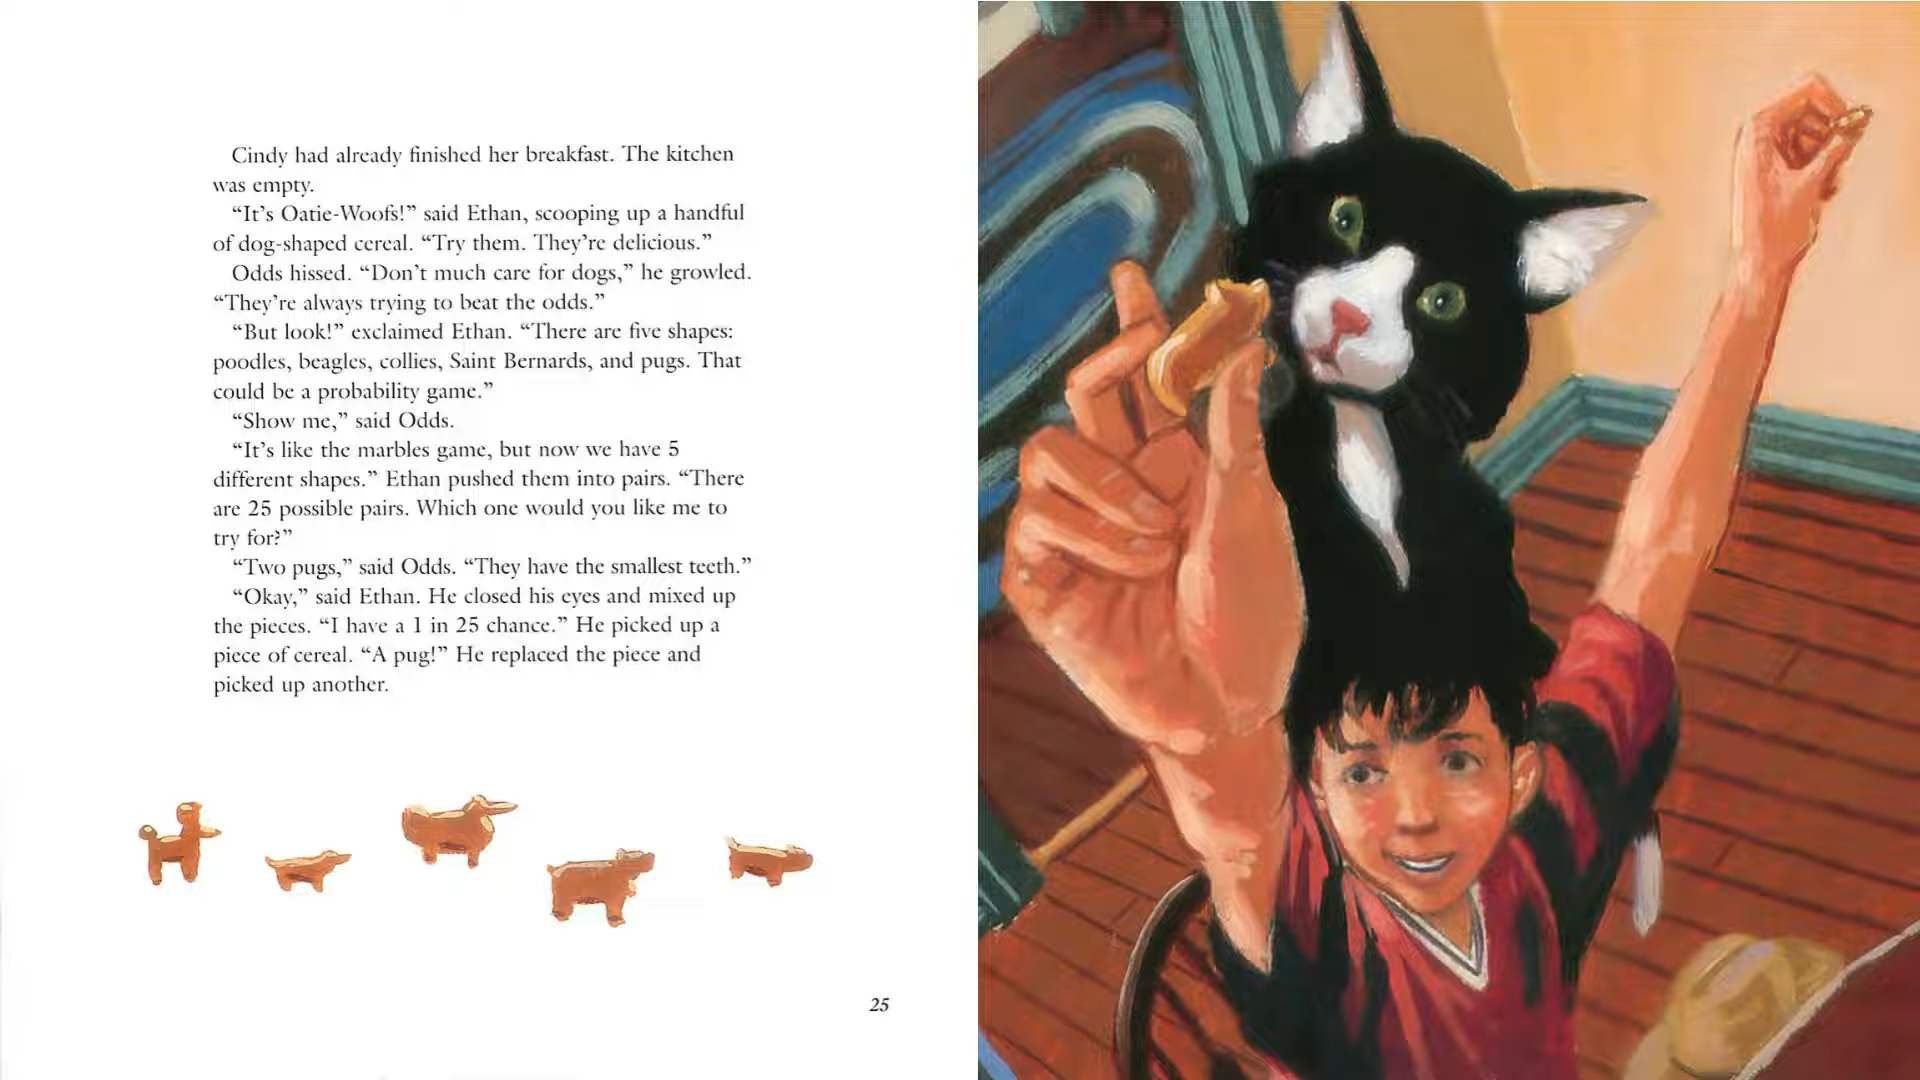 Cindy had already finished her breakfast. The kitchen
was empty.
“It’s Oatie-Woofs!” said Ethan, scooping up a handful
of dog-shaped cereal. “Try them. They’re delicious.”
Odds hissed. “Don’t much care for dogs,” he growled.
“They’re always trying to beat the odds.”
“But look!” exclaimed Ethan. “There are five shapes:
poodles, beagles, collies, Saint Bernards, and pugs. That
could be a probability game.”
“Show me,” said Odds.
“It’s like the marbles game, but now we have 5
different shapes.” Ethan pushed them into pairs. “There
are 25 possible pairs. Which one would you like me to
try for?”
“Two pugs,” said Odds. “They have the smallest teeth.”
“Okay,” said Ethan. He closed his eyes and mixed up
the pieces. “I have a 1 in 25 chance.” He picked up a
piece of cereal. “A pug!” He replaced the piece and
picked up another.
25